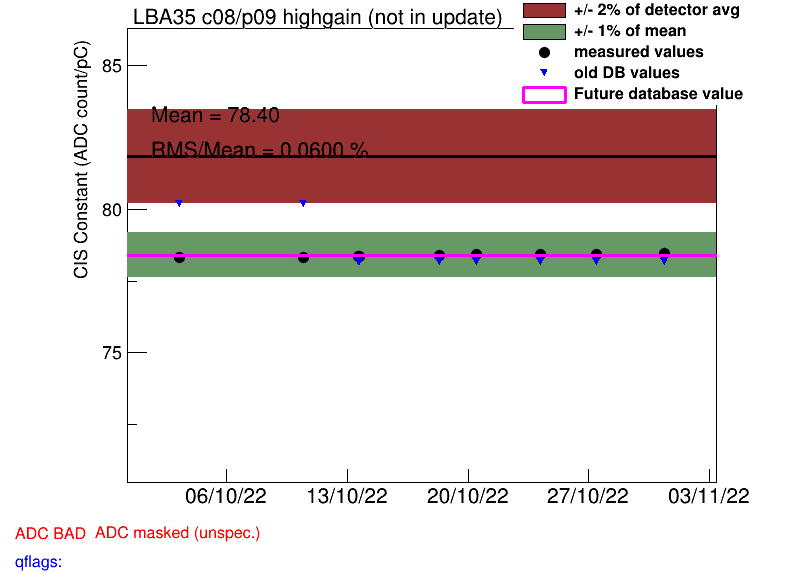 LBA35 c08/p09 highgain (not in update)
+/- 2% of detector avg
+/- 1% of mean
measured values
old DB values
Future database value
CIS Constant (ADC count/pC)
85
80
75
Mean = 78.40
RMS/Mean = 0.0600 %
06/10/22 13/10/22 20/10/22 27/10/22 03/11/22
ADC BAD ADC masked (unspec.)
qflags: